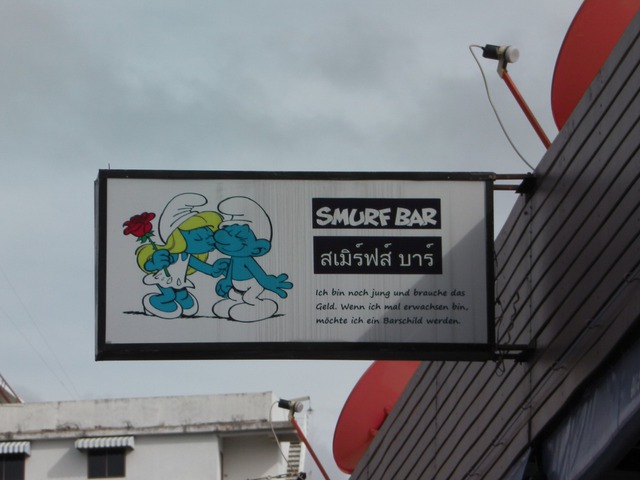 SMURF BAR
สเมิร์ฟส์ บาร์
Ich bin noch jung und brauche das
Geld. Wenn ich mal erwachsen bin,
möchte ich ein Barschild werden.